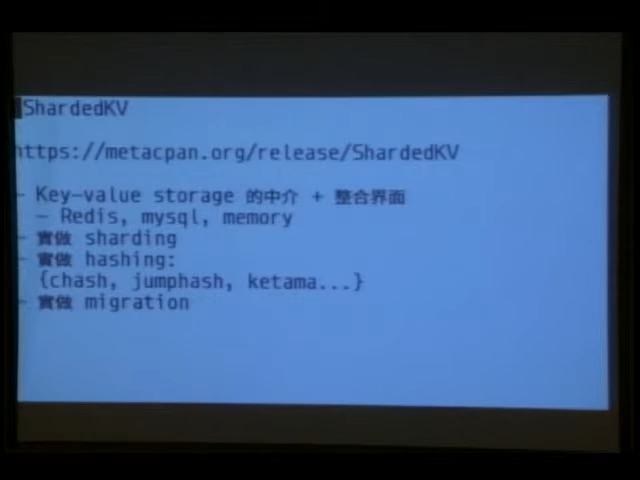 ShardedKV
https://metacpan.org/release/ShardedKV
- Key-value storage 的中介 + 整合界面
- Redis, mysql, memory
- 實做 sharding
- 實做 hashing:
{chash, jumphash, ketama...}
- 實做 migration